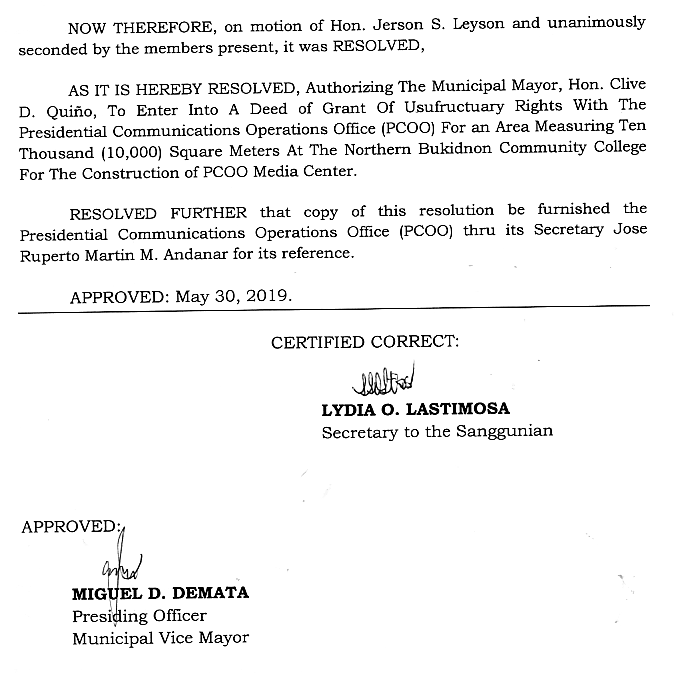 NOW THEREFORE, on motion of Hon. Jerson S. Leyson and unanimously
seconded by the members present, it was RESOLVED,
AS IT IS HEREBY RESOLVED, Authorizing The Municipal Mayor, Hon. Clive
D. Quiño, To Enter Into A Deed of Grant Of Usufructuary Rights With The
Presidential Communications Operations Office (PCOO) For an Area Measuring Ten
Thousand (10,000) Square Meters At The Northern Bukidnon Community College
For The Construction of PCOO Media Center.
RESOLVED FURTHER that copy of this resolution be furnished the
Presidential Communications Operations Office (PCOO) thru its Secretary Jose
Ruperto Martin M. Andanar for its reference.
APPROVED: May 30, 2019.
CERTIFIED CORRECT:
LYDIA O. LASTIMOSA
Secretary to the Sanggunian
APPROVED:
MIGUEL D. DEMATA
Presiding Officer
Municipal Vice Mayor